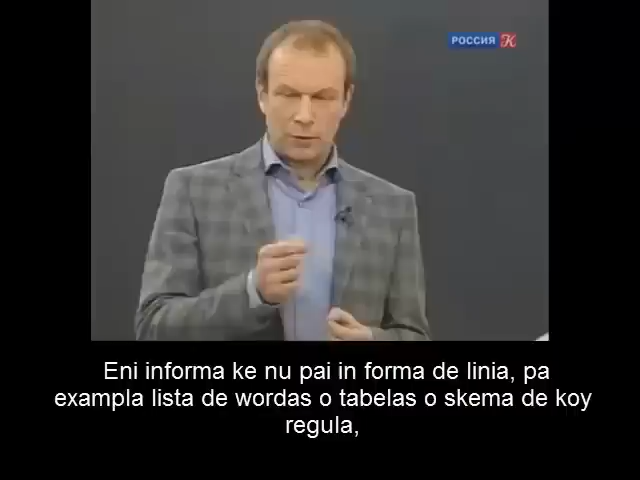 РОССИЯ К
Eni informa ke nu pai in forma de linia, pa
exampla lista de wordas o tabelas o skema de koy
regula,